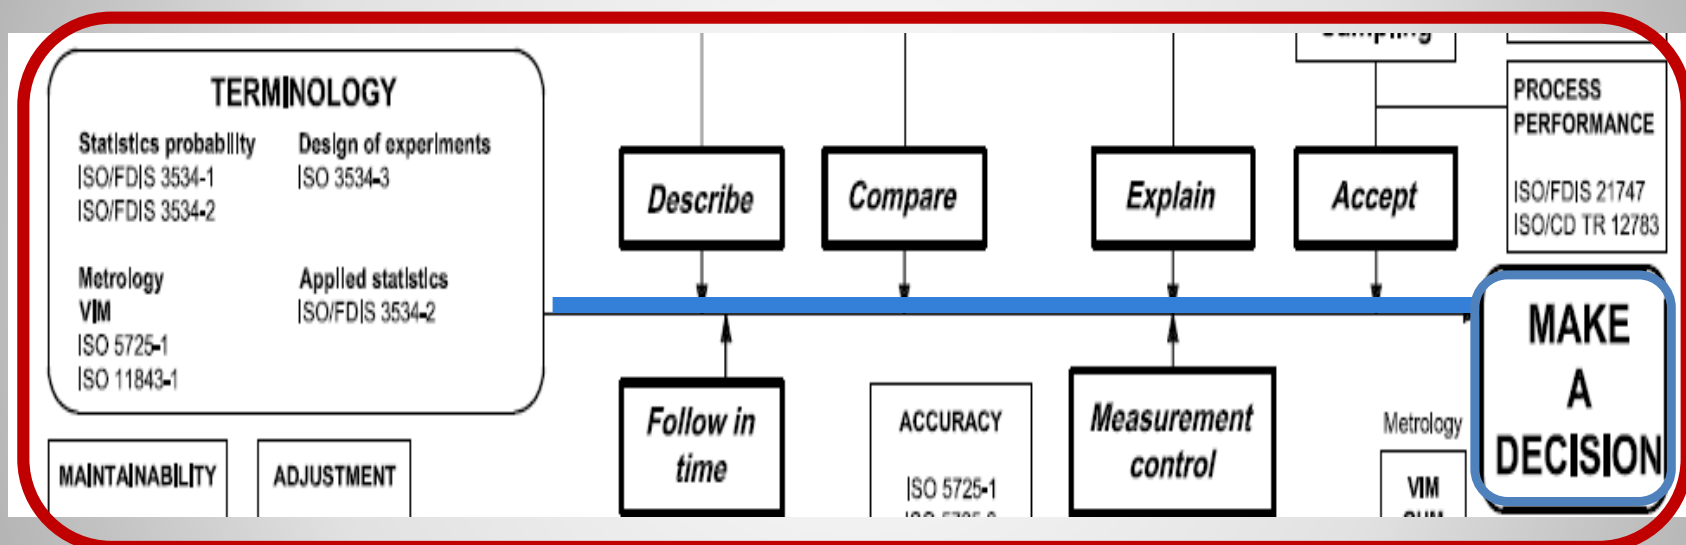 TERMINOLOGY
Statistics probability
ISO/FDIS 3534-1
ISO/FDIS 3534-2
Design of experiments
ISO 3534-3
Metrology
VIM
ISO 5725-1
ISO 11843-1
Applied statistics
ISO/FDIS 3534-2
MAINTAINABILITY
ADJUSTMENT
Describe
Compare
Explain
Sampling
Accept
PROCESS
PERFORMANCE
ISO/FDIS 21747
ISO/CD TR 12783
Follow in
time
ACCURACY
ISO 5725-1
Measurement
control
Metrology
VIM
MAKE
A
DECISION